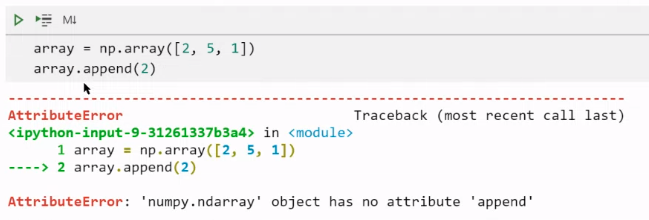 M↓
array = np.array([2, 5, 1])
array.append(2)
---------------------------------------------------------------------------
AttributeError                            Traceback (most recent call last)
<ipython-input-9-31261337b3a4> in <module>
      1 array = np.array([2, 5, 1])
----> 2 array.append(2)
AttributeError: 'numpy.ndarray' object has no attribute 'append'